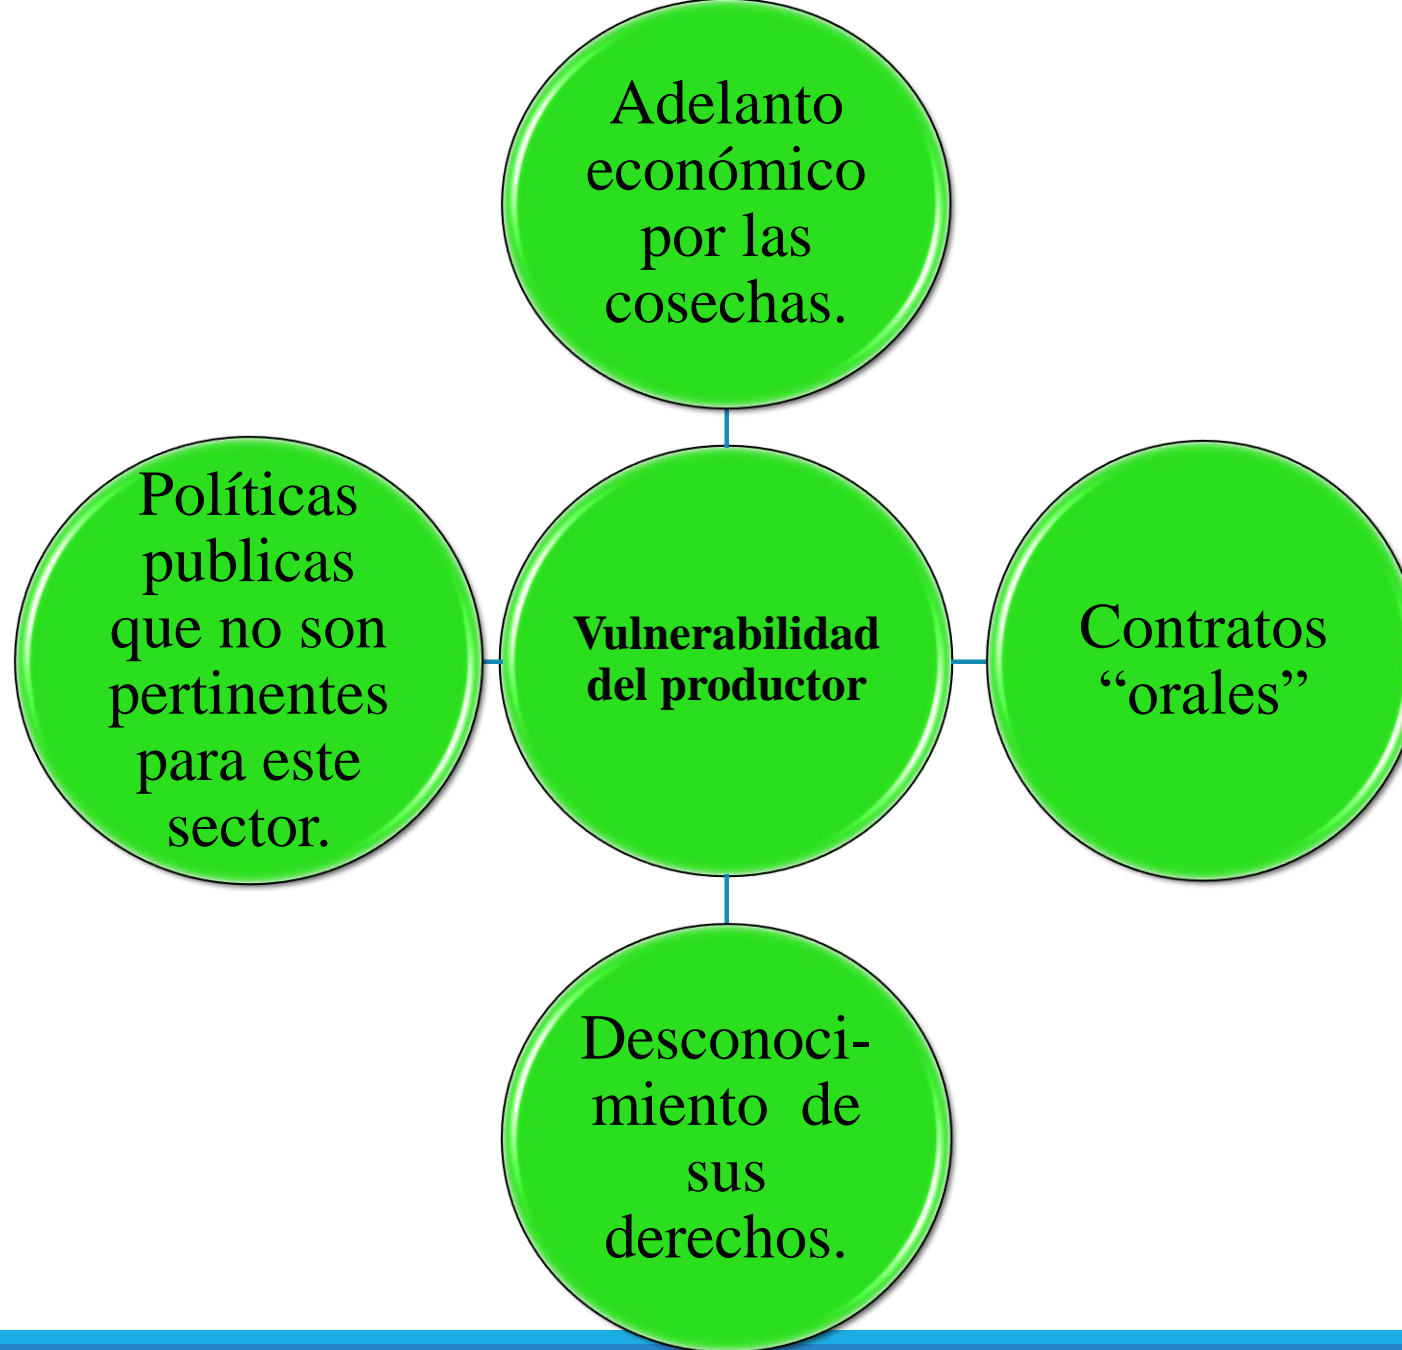 Adelanto
económico
por las
cosechas.
Políticas
publicas
que no son
pertinentes
para este
sector.
Vulnerabilidad
del productor
Contratos
“orales”
Desconoci-
miento  de
sus
derechos.